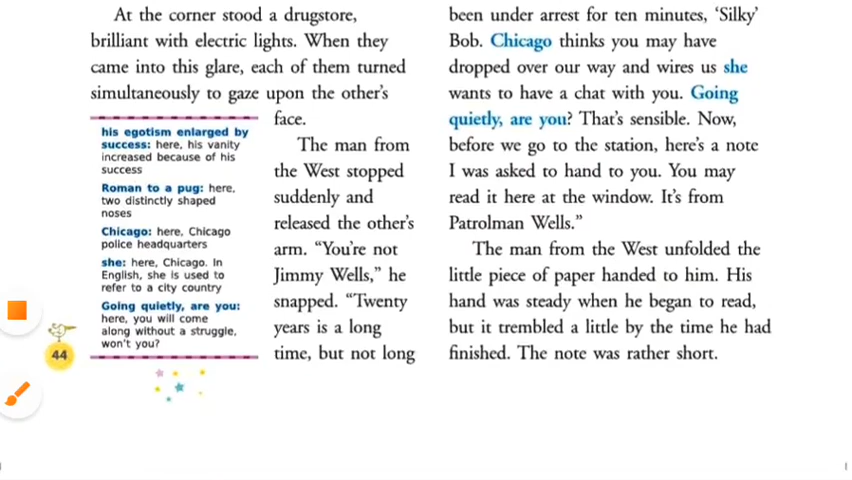 At the corner stood a drugstore,
brilliant with electric lights. When they
came into this glare, each of them turned
simultaneously to gaze upon the other's
face.
The man from
the West stopped
suddenly and
released the other's
arm. “You're not
Jimmy Wells,” he
snapped. “Twenty
years is a long
time, but not long
his egotism enlarged by
success: here, his vanity
increased because of his
success
Roman to a pug: here,
two distinctly shaped
noses
Chicago: here, Chicago
police headquarters
she: here, Chicago. In
English, she is used to
refer to a city country
Going quietly, are you:
here, you will come
along without a struggle,
won't you?
44
been under arrest for ten minutes, ‘Silky’
Bob. Chicago thinks you may have
dropped over our way and wires us she
wants to have a chat with you. Going
quietly, are you? That's sensible. Now,
before we go to the station, here's a note
I was asked to hand to you. You may
read it here at the window. It's from
Patrolman Wells.”
The man from the West unfolded the
little piece of paper handed to him. His
hand was steady when he began to read,
but it trembled a little by the time he had
finished. The note was rather short.